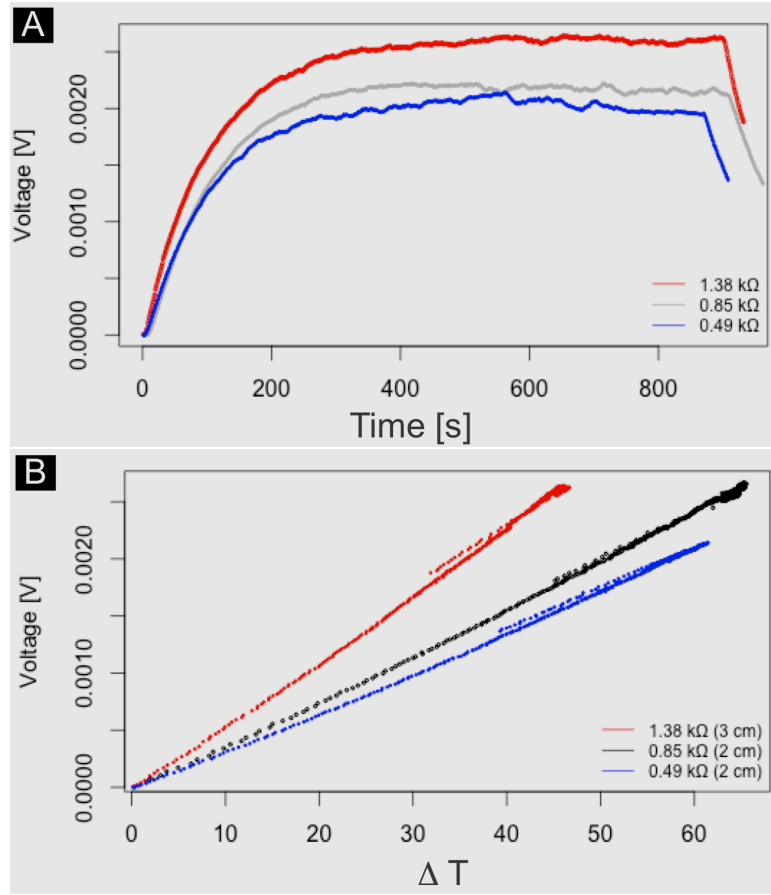 A
Voltage [V]
0.0020
0.0010
0.0000
1.38 kΩ
0.85 kΩ
0.49 kΩ
0 200 400 600 800
Time [s]
B
Voltage [V]
0.0020
0.0010
0.0000
1.38 kΩ (3 cm)
0.85 kΩ (2 cm)
0.49 kΩ (2 cm)
0 10 20 30 40 50 60
Δ T